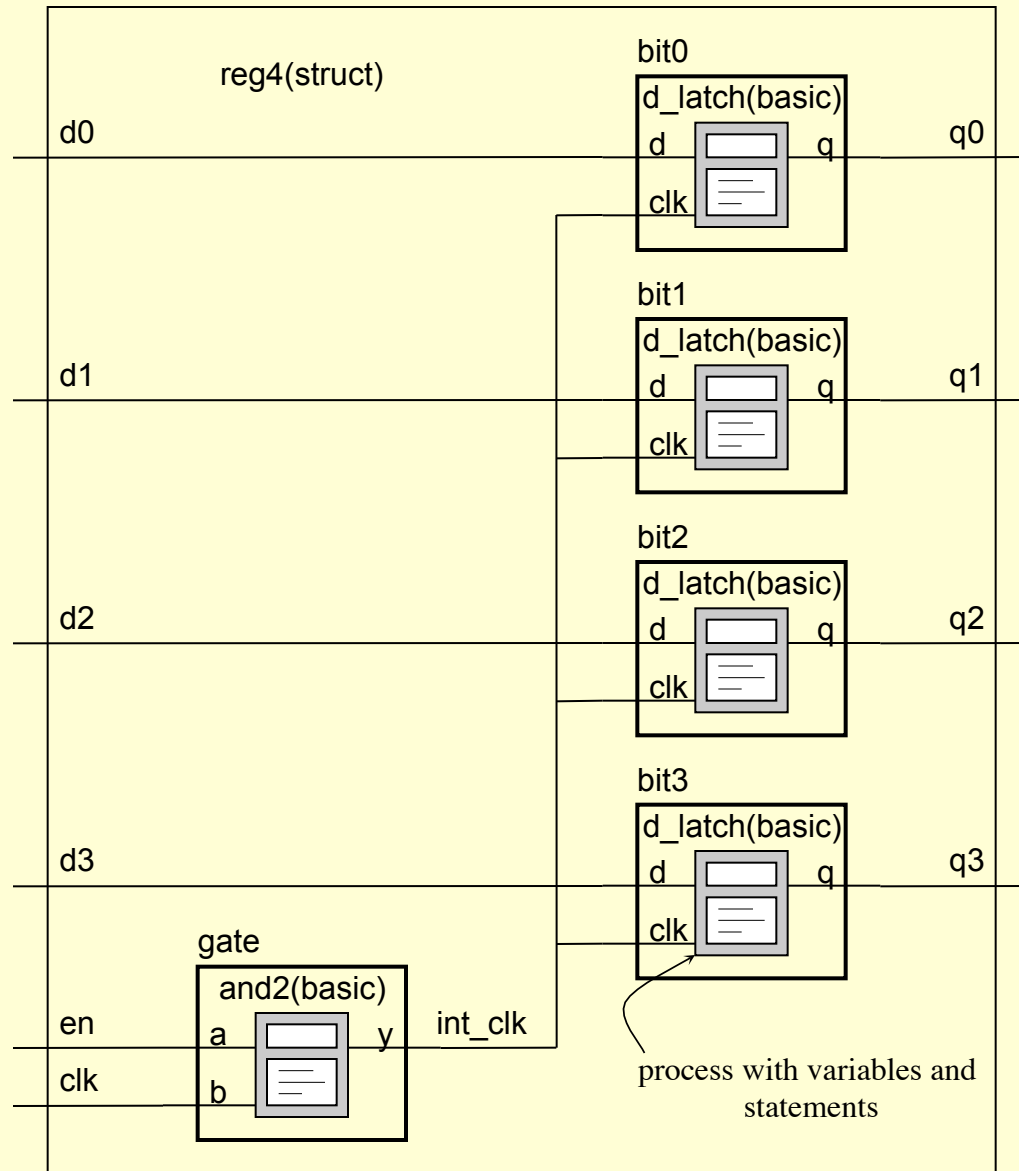 bit0
reg4(struct)
d_latch(basic)
d0
q0
d
q
clk
bit1
d_latch(basic)
d1
q1
d
q
clk
bit2
d_latch(basic)
d2
q2
d
q
clk
bit3
d_latch(basic)
d3
q3
d
q
clk
gate
and2(basic)
en
a
y
int_clk
clk
b
process with variables and
statements